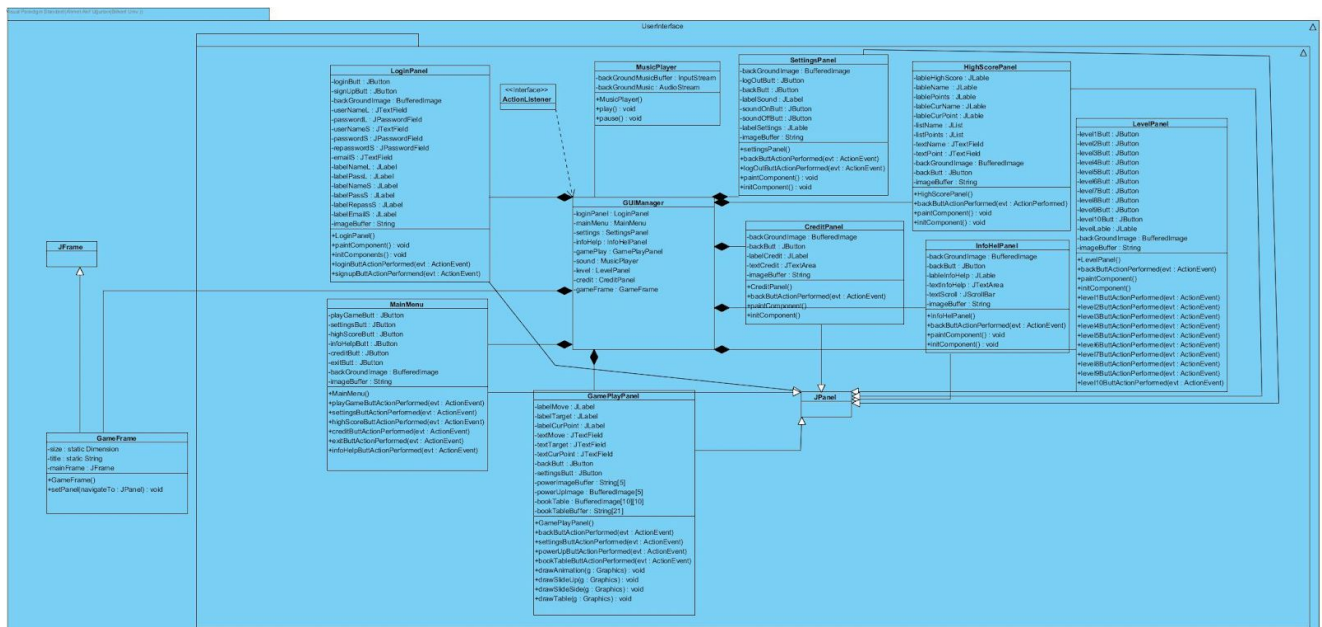 UserInterface
LoginPanel
-loginButt : JButton
-signUpButt : JButton
-backGroundImage : BufferedImage
-userNameL : JTextField
-passwordL : JPasswordField
-userNameS : JTextField
-passwordS : JPasswordField
-repasswordS : JPasswordField
-emailS : JTextField
-labelNameL : JLabel
-labelPassL : JLabel
-labelNameS : JLabel
-labelPassS : JLabel
-labelRepassS : JLabel
-labelEmailS : JLabel
-imageBuffer : String
+LoginPanel()
+paintComponent() : void
+initComponents() : void
+loginButtActionPerformed(evt : ActionEvent)
+signupButtActionPerformend(evt : ActionEvent)
<<Interface>>
ActionListener
MusicPlayer
-backGroundMusicBuffer : InputStream
-backGroundMusic : AudioStream
+MusicPlayer()
+play() : void
+pause() : void
SettingsPanel
-backGroundImage : BufferedImage
-logOutButt : JButton
-backButt : JButton
-labelSound : JLabel
-soundOnButt : JButton
-soundOffButt : JButton
-labelSettings : JLable
-imageBuffer : String
+settingsPanel()
+backButtActionPerformed(evt : ActionEvent)
+logOutButtActionPerformed(evt : ActionEvent)
+paintComponent() : void
+initComponent() : void
HighScorePanel
-lableHighScore : JLable
-lableName : JLable
-lablePoints : JLable
-lableCurName : JLable
-lableCurPoint : JLable
-listName : JList
-listPoints : JList
-textName : JTextField
-textPoint : JTextField
-backGroundImage : BufferedImage
-backButt : JButton
-imageBuffer : String
+HighScorePanel()
+backButtActionPerformed(evt : ActionPerformed)
+paintComponent() : void
+initComponent() : void
LevelPanel
-level1Butt : JButton
-level2Butt : JButton
-level3Butt : JButton
-level4Butt : JButton
-level5Butt : JButton
-level6Butt : JButton
-level7Butt : JButton
-level8Butt : JButton
-level9Butt : JButton
-level10Butt : JButton
-levelLable : JLable
-backGroundImage : BufferedImage
-imageBuffer : String
+LevelPanel()
+backButtActionPerformed(evt : ActionEvent)
+paintComponent()
+initComponent()
+level1ButtActionPerformed(evt : ActionEvent)
+level2ButtActionPerformed(evt : ActionEvent)
+level3ButtActionPerformed(evt : ActionEvent)
+level4ButtActionPerformed(evt : ActionEvent)
+level5ButtActionPerformed(evt : ActionEvent)
+level6ButtActionPerformed(evt : ActionEvent)
+level7ButtActionPerformed(evt : ActionEvent)
+level8ButtActionPerformed(evt : ActionEvent)
+level9ButtActionPerformed(evt : ActionEvent)
+level10ButtActionPerformed(evt : ActionEvent)
GUIManager
-loginPanel : LoginPanel
-mainMenu : MainMenu
-settings : SettingsPanel
-infoHelp : InfoHelPanel
-gamePlay : GamePlayPanel
-sound : MusicPlayer
-level : LevelPanel
-credit : CreditPanel
-gameFrame : GameFrame
CreditPanel
-backGroundImage : BufferedImage
-backButt : JButton
-labelCredit : JLabel
-textCredit : JTextArea
-imageBuffer : String
+CreditPanel()
+backButtActionPerformed(evt : ActionEvent)
+paintComponent()
+initComponent()
InfoHelPanel
-backGroundImage : BufferedImage
-backButt : JButton
-lableInfoHelp : JLable
-textInfoHelp : JTextArea
-textScroll : JScrollBar
-imageBuffer : String
+InfoHelPanel()
+backButtActionPerformed(evt : ActionEvent)
+paintComponent() : void
+initComponent() : void
JFrame
MainMenu
-playGameButt : JButton
-settingsButt : JButton
-highScoreButt : JButton
-infoHelpButt : JButton
-creditButt : JButton
-exitButt : JButton
-backGroundImage : BufferedImage
-imageBuffer : String
+MainMenu()
+playGameButtActionPerformed(evt : ActionEvent)
+settingsButtActionPerformed(evt : ActionEvent)
+highScoreButtActionPerformed(evt : ActionEvent)
+creditButtActionPerformed(evt : ActionEvent)
+exitButtActionPerformed(evt : ActionEvent)
+infoHelpButtActionPerformed(evt : ActionEvent)
GamePlayPanel
-labelMove : JLabel
-labelTarget : JLabel
-labelCurPoint : JLabel
-textMove : JTextField
-textTarget : JTextField
-textCurPoint : JTextField
-backButt : JButton
-settingsButt : JButton
-powerImageBuffer : String[5]
-powerUpImage : BufferedImage[5]
-bookTable : BufferedImage[10][10]
-bookTableBuffer : String[21]
+GamePlayPanel()
+backButtActionPerformed(evt : ActionEvent)
+settingsButtActionPerformed(evt : ActionEvent)
+powerUpButtActionPerformed(evt : ActionEvent)
+bookTableButtActionPerformed(evt : ActionEvent)
+drawAnimation(g : Graphics) : void
+drawSlideUp(g : Graphics) : void
+drawSlideSide(g : Graphics) : void
+drawTable(g : Graphics) : void
JPanel
GameFrame
-size : static Dimension
-title : static String
-mainFrame : JFrame
+GameFrame()
+setPanel(navigateTo : JPanel) : void